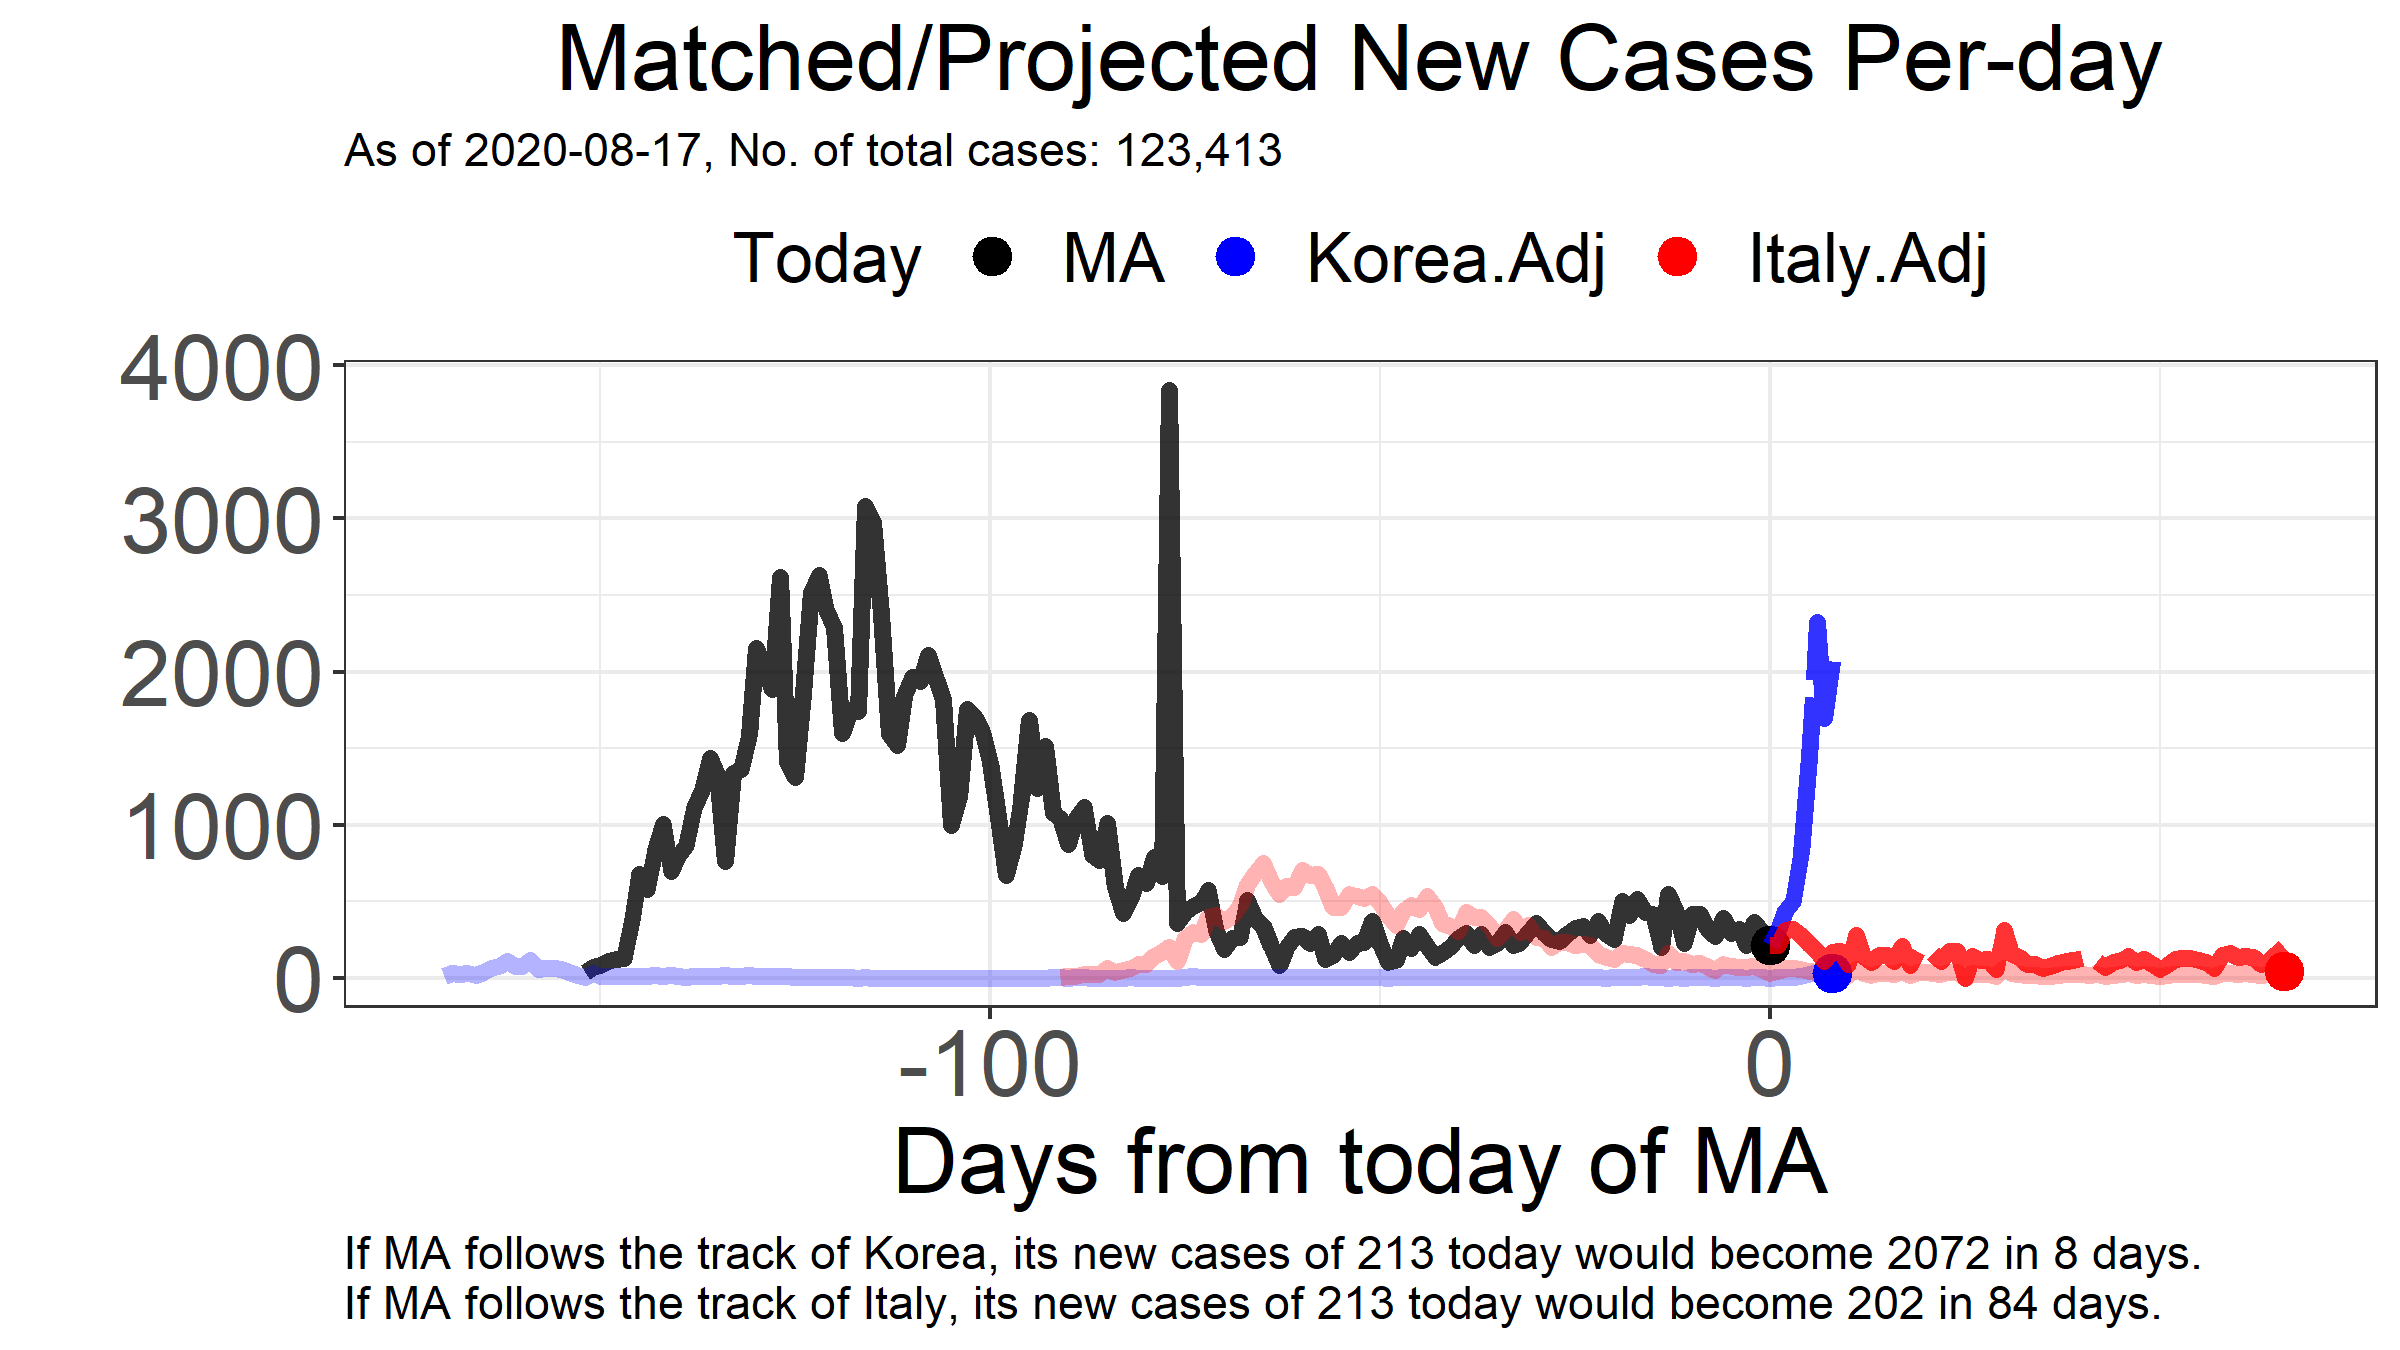 Matched/Projected New Cases Per-day
As of 2020-08-17, No. of total cases: 123,413
Today MA Korea.Adj Italy.Adj
4000
3000
2000
1000
0
-100 0
Days from today of MA
If MA follows the track of Korea, its new cases of 213 today would become 2072 in 8 days.
If MA follows the track of Italy, its new cases of 213 today would become 202 in 84 days.